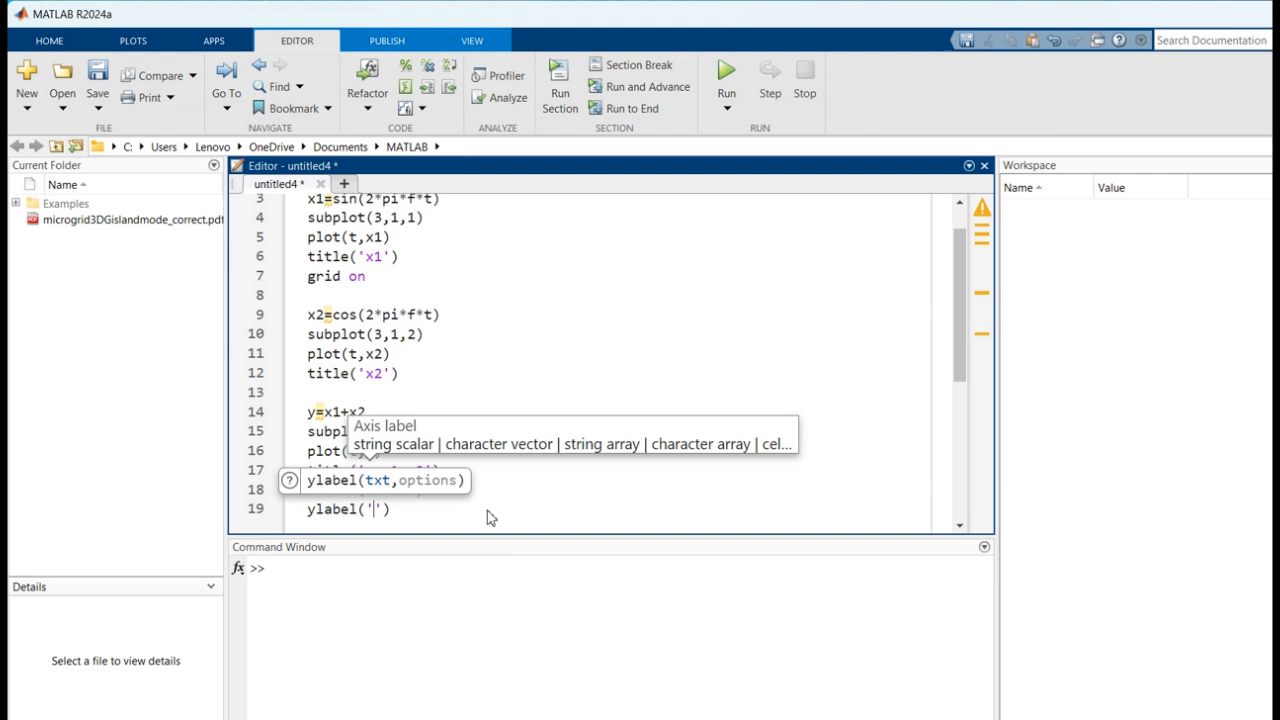 MATLAB R2024a
HOME PLOTS APPS EDITOR PUBLISH VIEW Search Documentation
New Open Save Compare Print Go To Find Bookmark Refactor Profiler Analyze Run Section Section Break Run and Advance Run to End Run Step Stop
FILE NAVIGATE CODE ANALYZE SECTION RUN
C: Users Lenovo OneDrive Documents MATLAB
Current Folder
Name
Examples
microgrid3DGislandmode_correct.pdf
Details
Select a file to view details
Editor - untitled4 *
untitled4 *
3 x1=sin(2*pi*f*t)
4 subplot(3,1,1)
5 plot(t,x1)
6 title('x1')
7 grid on
8
9 x2=cos(2*pi*f*t)
10 subplot(3,1,2)
11 plot(t,x2)
12 title('x2')
13
14 y=x1+x2
Axis label
string scalar | character vector | string array | character array | cel...
15 subpl
16 plot(
17
ylabel(txt,options)
18
19 ylabel('')
Command Window
fx >>
Workspace
Name Value